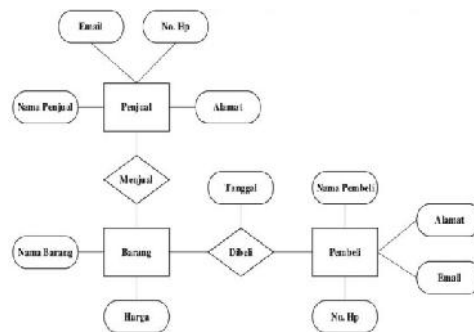 Email
No. Hp
Nama Penjual
Penjual
Alamat
Menjual
Tanggal
Nama Pembeli
Nama Barang
Barang
Dibeli
Pembeli
Alamat
Email
Harga
No. Hp